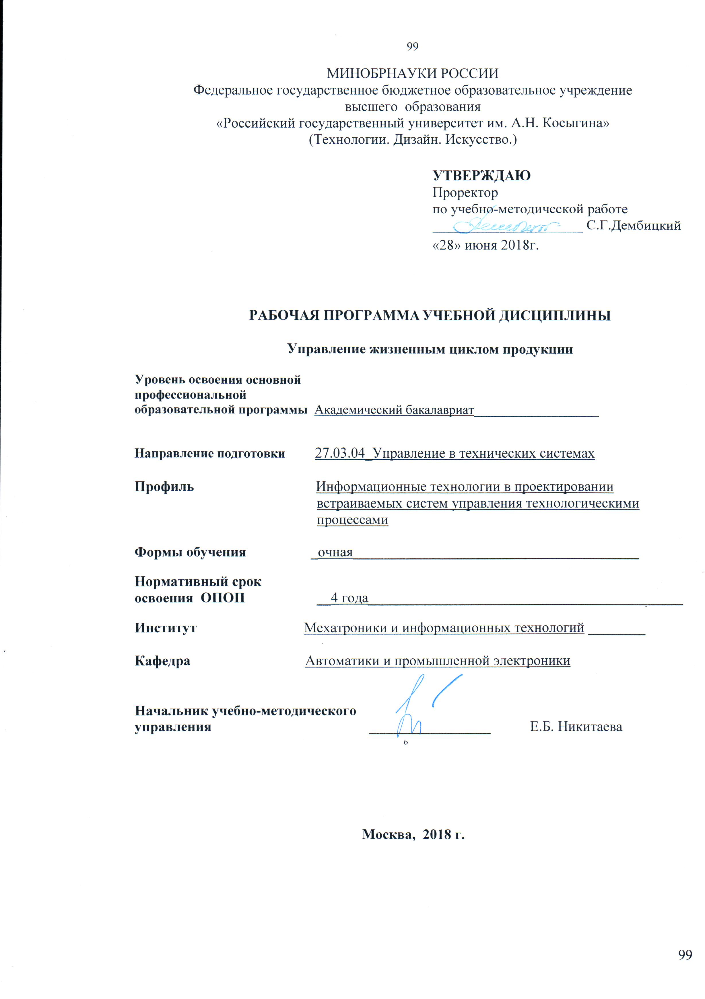 99
МИНОБРНАУКИ РОССИИ
Федеральное государственное бюджетное образовательное учреждение
высшего образования
«Российский государственный университет им. А.Н. Косыгина»
(Технологии. Дизайн. Искусство.)
УТВЕРЖДАЮ
Проректор
по учебно-методической работе
____________________ С.Г.Дембицкий
«28» июня 2018г.
РАБОЧАЯ ПРОГРАММА УЧЕБНОЙ ДИСЦИПЛИНЫ
Управление жизненным циклом продукции
Уровень освоения основной
профессиональной
образовательной программы Академический бакалавриат____________________
Направление подготовки 27.03.04_Управление в технических системах
Профиль Информационные технологии в проектировании
встраиваемых систем управления технологическими
процессами
Формы обучения _очная________________________________________
Нормативный срок
освоения ОПОП __4 года____________________________________________
Институт Мехатроники и информационных технологий ________
Кафедра Автоматики и промышленной электроники
Начальник учебно-методического
управления _________________ Е.Б. Никитаева
ь
Москва, 2018 г.
99